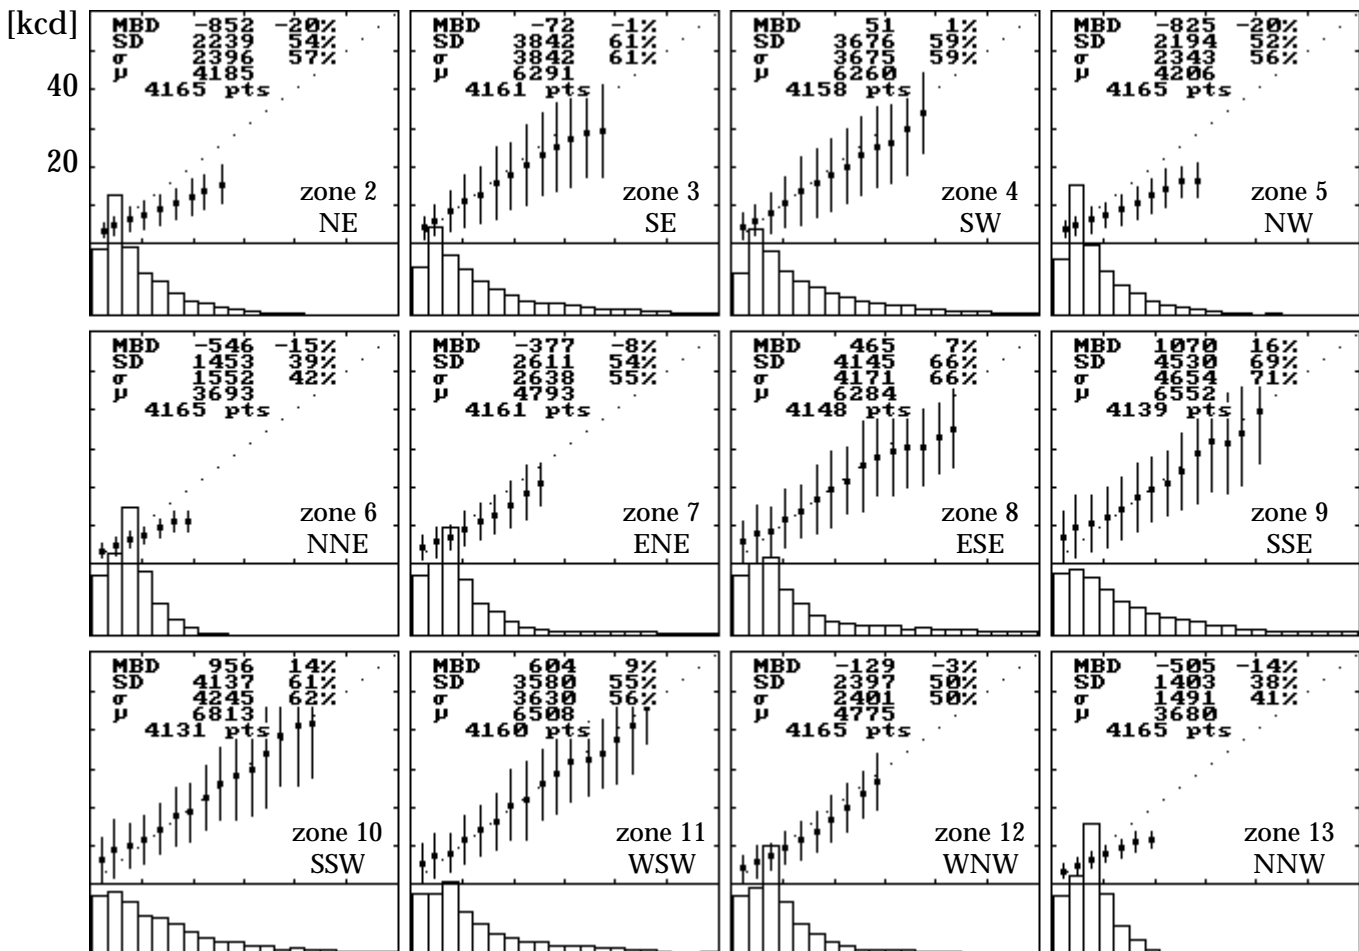 [kcd]
40
20
MBD -852 -20%
SD 2239 54%
σ 2396 57%
μ 4185
4165 pts
zone 2
NE
MBD -72 -1%
SD 3842 61%
σ 3842 61%
μ 6291
4161 pts
zone 3
SE
MBD 51 1%
SD 3676 59%
σ 3675 59%
μ 6260
4158 pts
zone 4
SW
MBD -825 -20%
SD 2194 52%
σ 2343 56%
μ 4206
4165 pts
zone 5
NW
MBD -546 -15%
SD 1453 39%
σ 1552 42%
μ 3693
4165 pts
zone 6
NNE
MBD -377 -8%
SD 2611 54%
σ 2638 55%
μ 4793
4161 pts
zone 7
ENE
MBD 465 7%
SD 4145 66%
σ 4171 66%
μ 6284
4148 pts
zone 8
ESE
MBD 1070 16%
SD 4530 69%
σ 4654 71%
μ 6552
4139 pts
zone 9
SSE
MBD 956 14%
SD 4137 61%
σ 4245 62%
μ 6813
4131 pts
zone 10
SSW
MBD 604 9%
SD 3580 55%
σ 3630 56%
μ 6508
4160 pts
zone 11
WSW
MBD -129 -3%
SD 2397 50%
σ 2401 50%
μ 4775
4165 pts
zone 12
WNW
MBD -505 -14%
SD 1403 38%
σ 1491 41%
μ 3680
4165 pts
zone 13
NNW